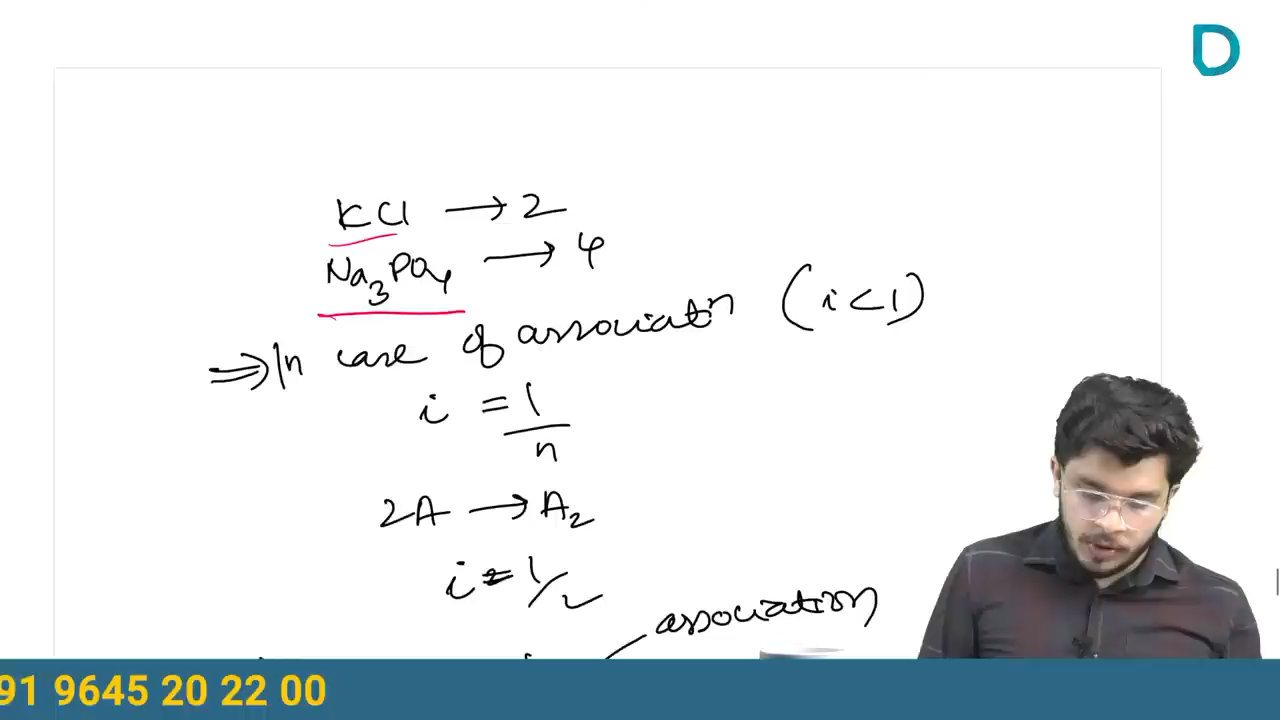 D
KCl → 2
Na3PO4 → 4
⇒ In case of associatn (i<1)
i = 1/n
2A → A2
i = 1/2
association
91 9645 20 22 00